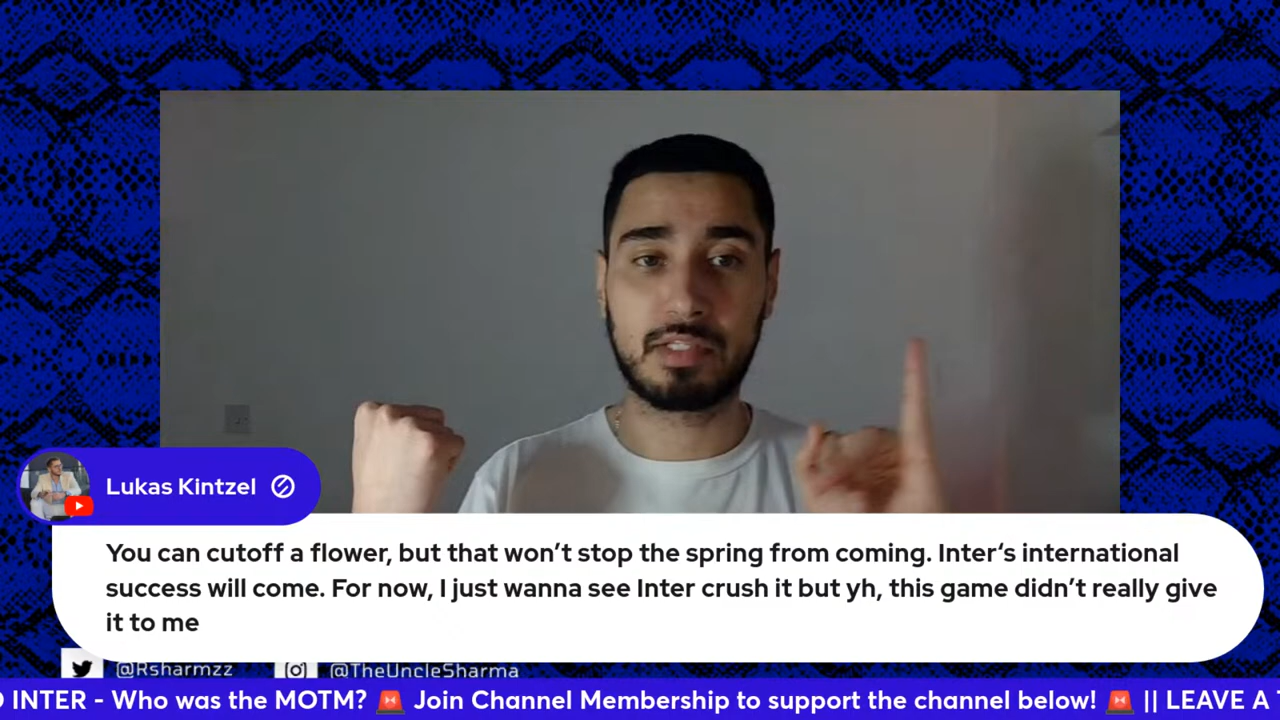 Lukas Kintzel
You can cutoff a flower, but that won’t stop the spring from coming. Inter‘s international
success will come. For now, I just wanna see Inter crush it but yh, this game didn’t really give
it to me
@Rsharmzz @TheUncleSharma
INTER - Who was the MOTM? 🚨 Join Channel Membership to support the channel below! 🚨 || LEAVE A